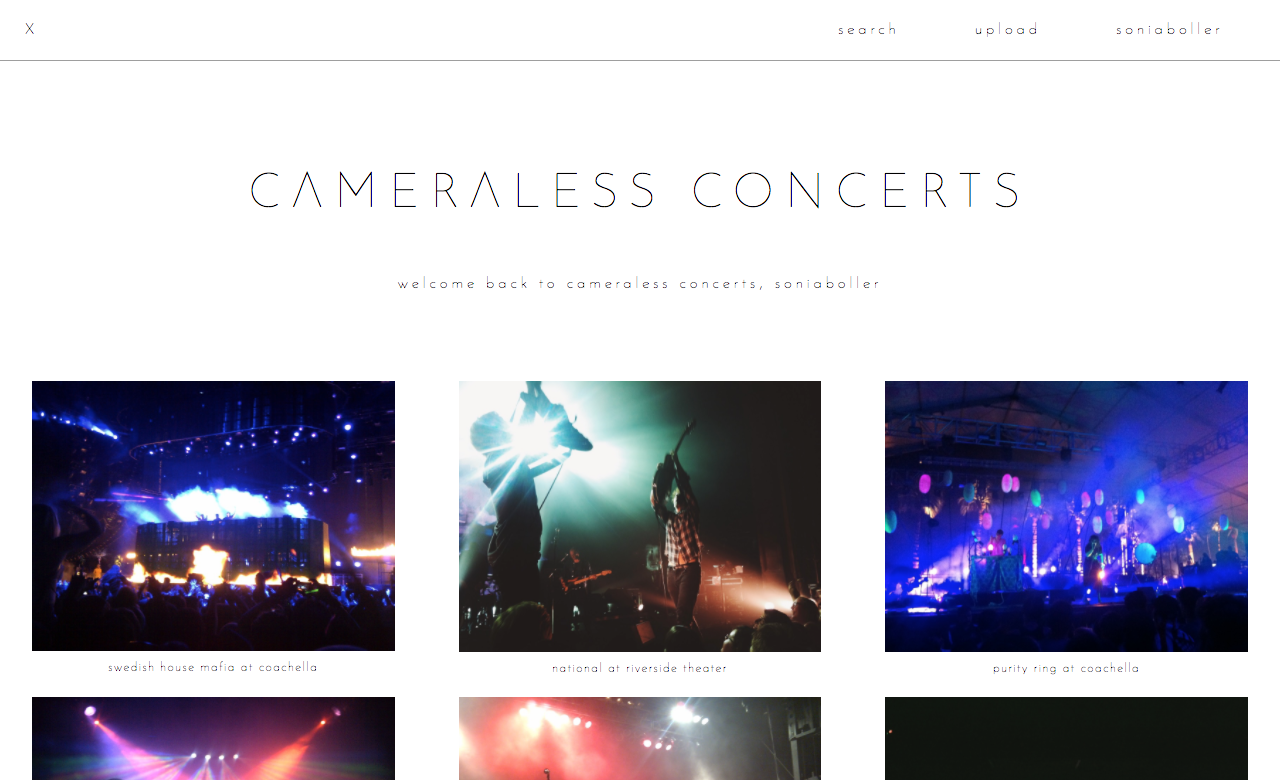 X
search
upload
soniaboller
CAMERALESS CONCERTS
welcome back to cameraless concerts, soniaboller
swedish house mafia at coachella
national at riverside theater
purity ring at coachella